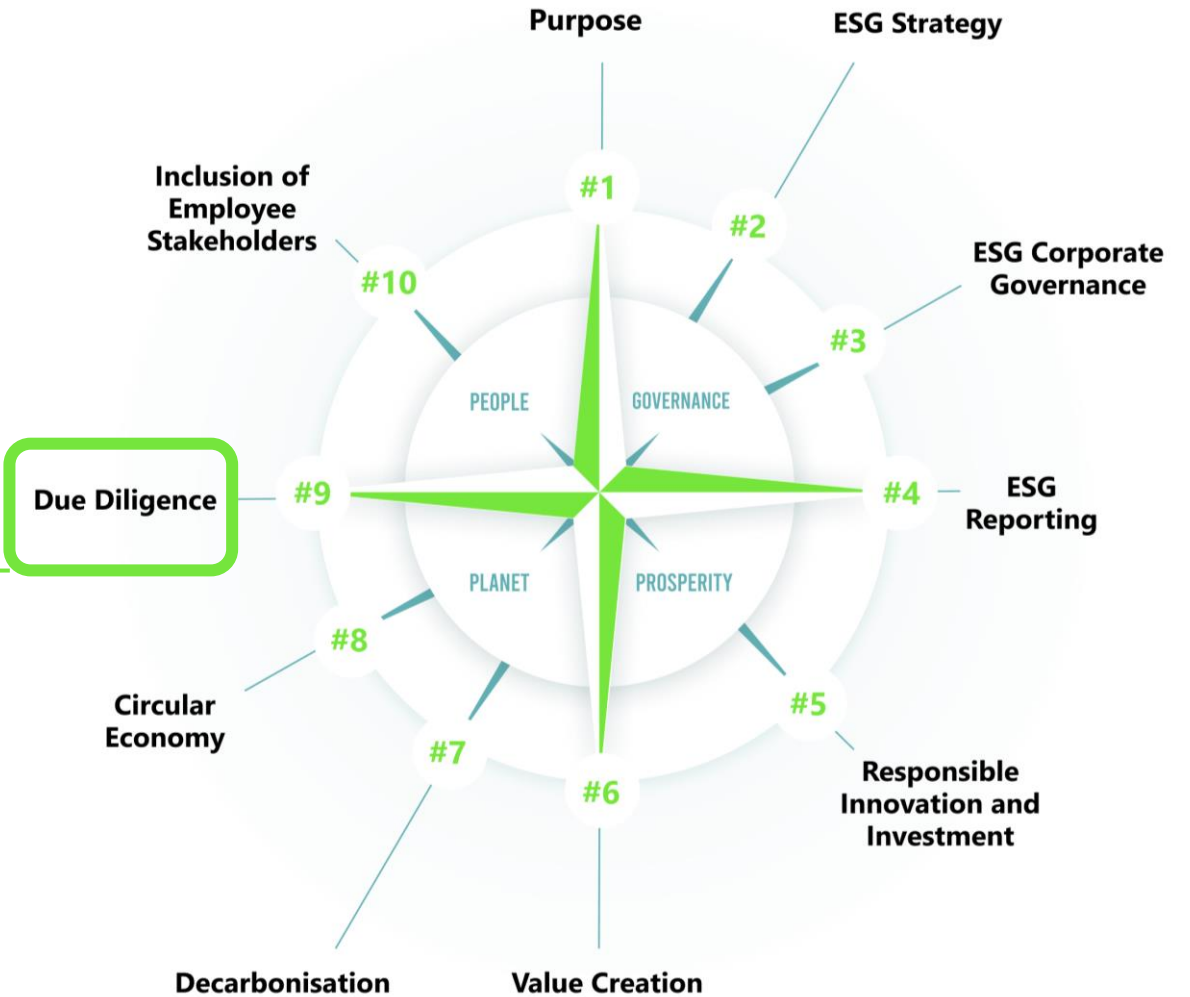 Purpose
ESG Strategy
#1
#2
ESG Corporate
Governance
#3
ESG
Reporting
#4
Responsible
Innovation and
Investment
#5
Value Creation
#6
Decarbonisation
#7
Circular
Economy
#8
Due Diligence
#9
Inclusion of
Employee
Stakeholders
#10
PEOPLE
GOVERNANCE
PLANET
PROSPERITY